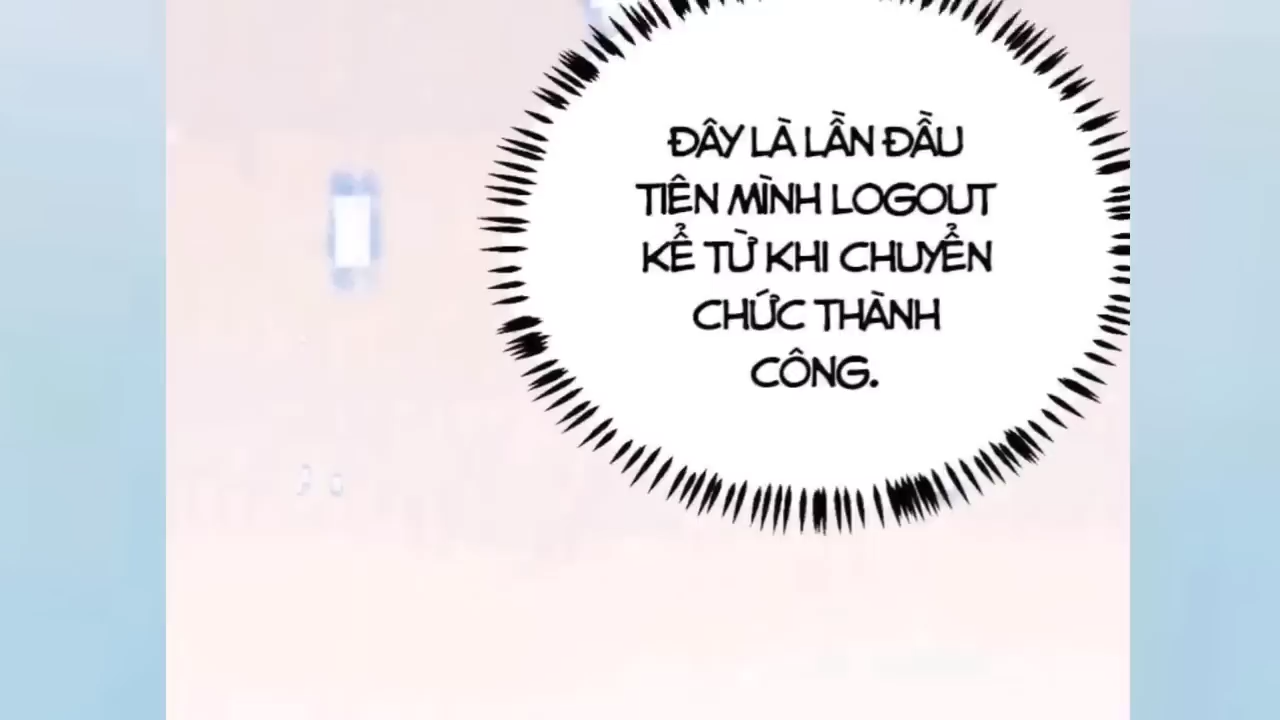 ĐÂY LÀ LẦN ĐẦU
TIÊN MÌNH LOGOUT
KỂ TỪ KHI CHUYỂN
CHỨC THÀNH
CÔNG.